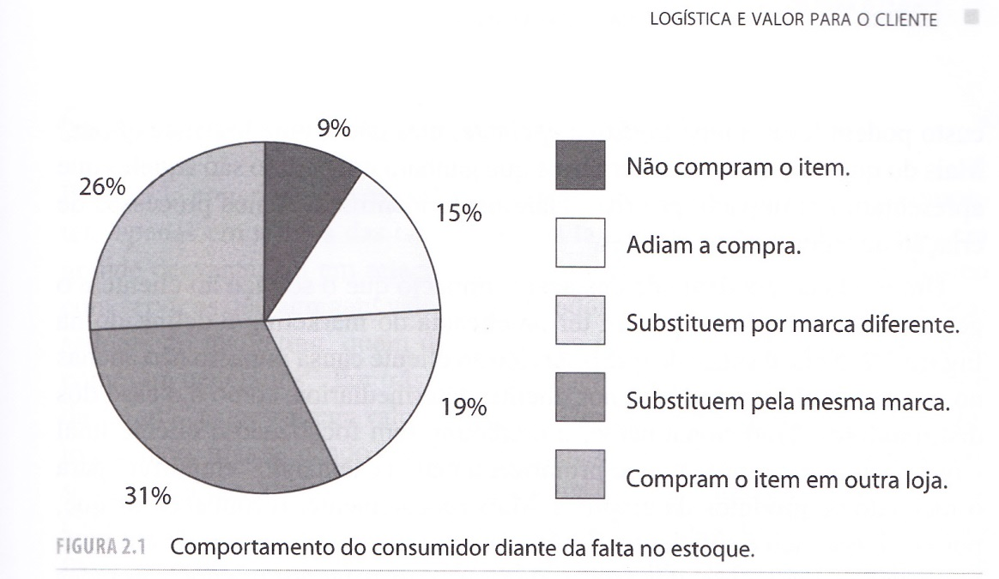 LOGÍSTICA E VALOR PARA O CLIENTE
9%
15%
19%
31%
26%
Não compram o item.
Adiam a compra.
Substituem por marca diferente.
Substituem pela mesma marca.
Compram o item em outra loja.
FIGURA 2.1 Comportamento do consumidor diante da falta no estoque.